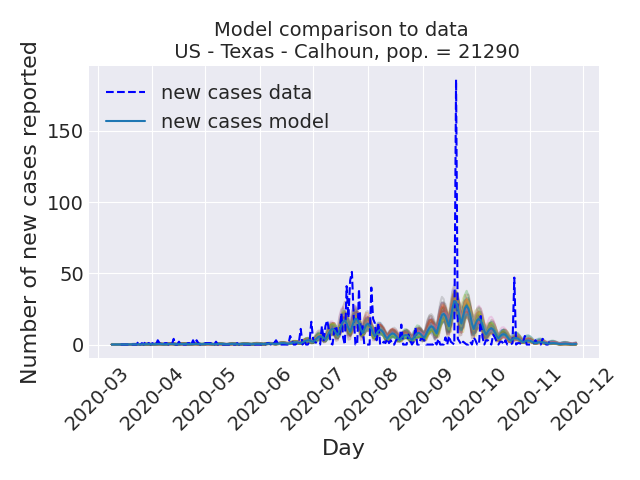 Model comparison to data
US - Texas - Calhoun, pop. = 21290
Number of new cases reported
new cases data
new cases model
150
100
50
0
2020-03
2020-04
2020-05
2020-06
2020-07
2020-08
2020-09
2020-10
2020-11
2020-12
Day